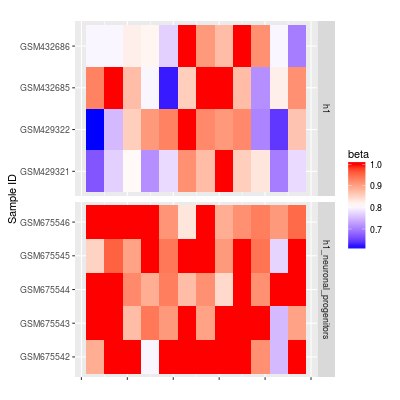 GSM432686
GSM432685
GSM429322
GSM429321
h1
GSM675546
GSM675545
GSM675544
GSM675543
GSM675542
h1_neuronal_progenitors
Sample ID
beta
1.0
0.9
0.8
0.7